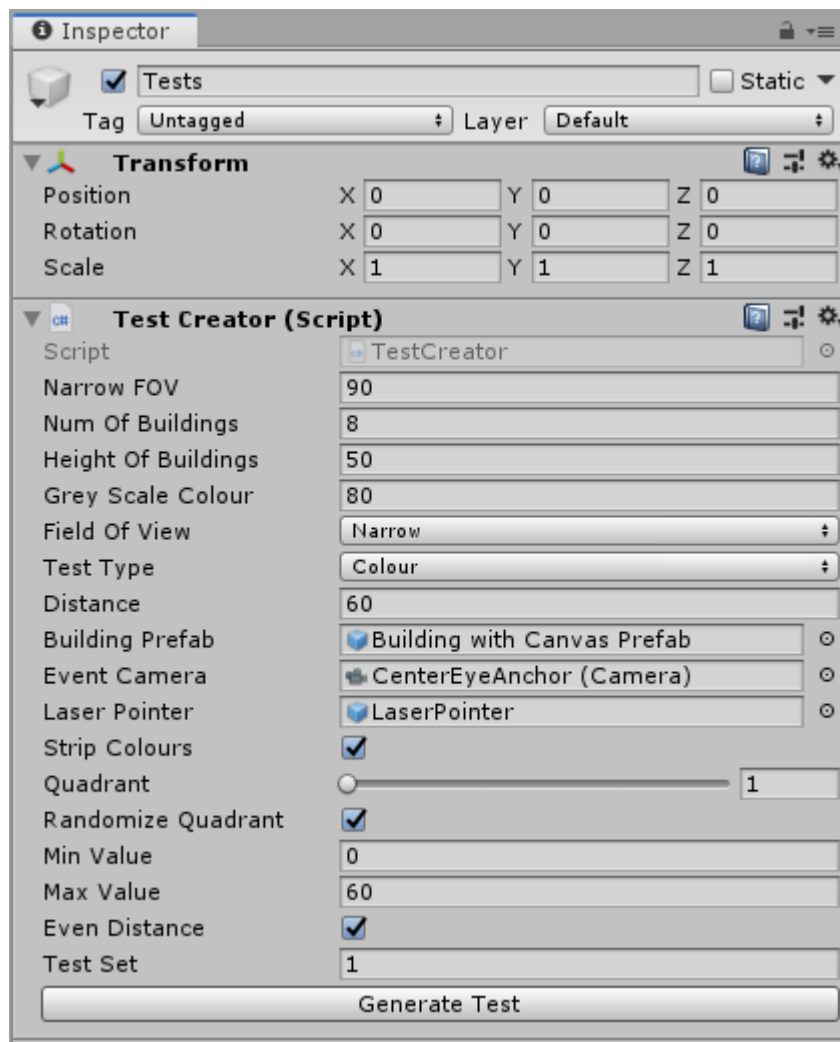 Inspector
Tests Static
Tag Untagged Layer Default
Transform
Position X 0 Y 0 Z 0
Rotation X 0 Y 0 Z 0
Scale X 1 Y 1 Z 1
C# Test Creator (Script)
Script TestCreator
Narrow FOV 90
Num Of Buildings 8
Height Of Buildings 50
Grey Scale Colour 80
Field Of View Narrow
Test Type Colour
Distance 60
Building Prefab Building with Canvas Prefab
Event Camera CenterEyeAnchor (Camera)
Laser Pointer LaserPointer
Strip Colours
Quadrant 1
Randomize Quadrant
Min Value 0
Max Value 60
Even Distance
Test Set 1
Generate Test